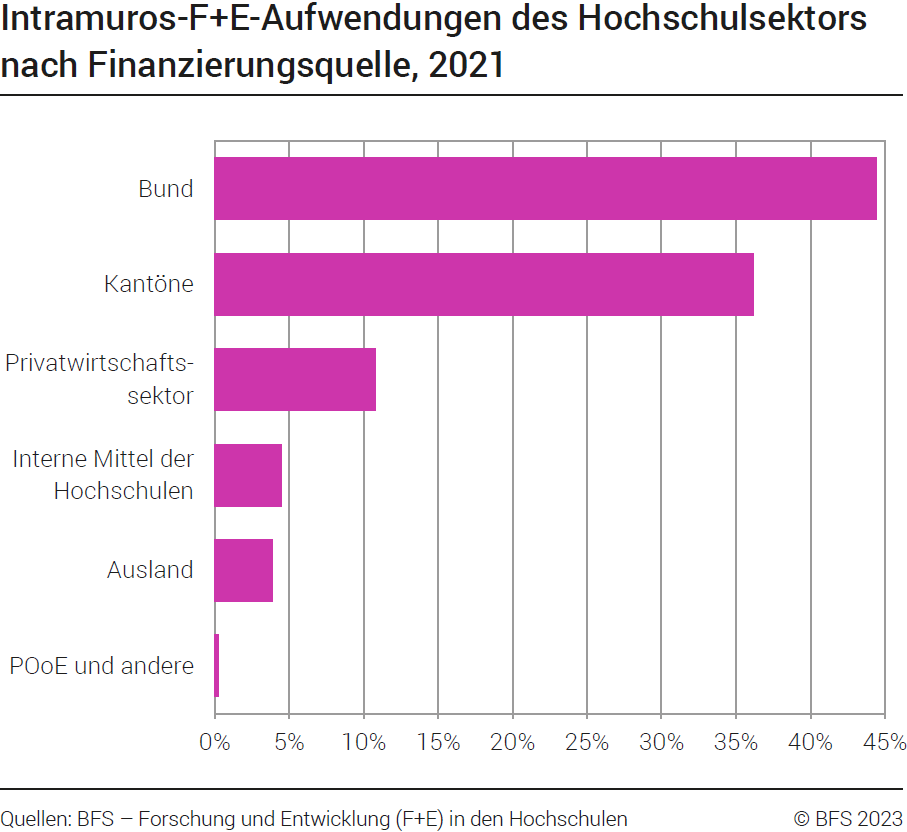 Intramuros-F+E-Aufwendungen des Hochschulsektors
nach Finanzierungsquelle, 2021
Bund
Kantöne
Privatwirtschafts-
sektor
Interne Mittel der
Hochschulen
Ausland
POoE und andere
0% 5% 10% 15% 20% 25% 30% 35% 40% 45%
Quellen: BFS – Forschung und Entwicklung (F+E) in den Hochschulen © BFS 2023